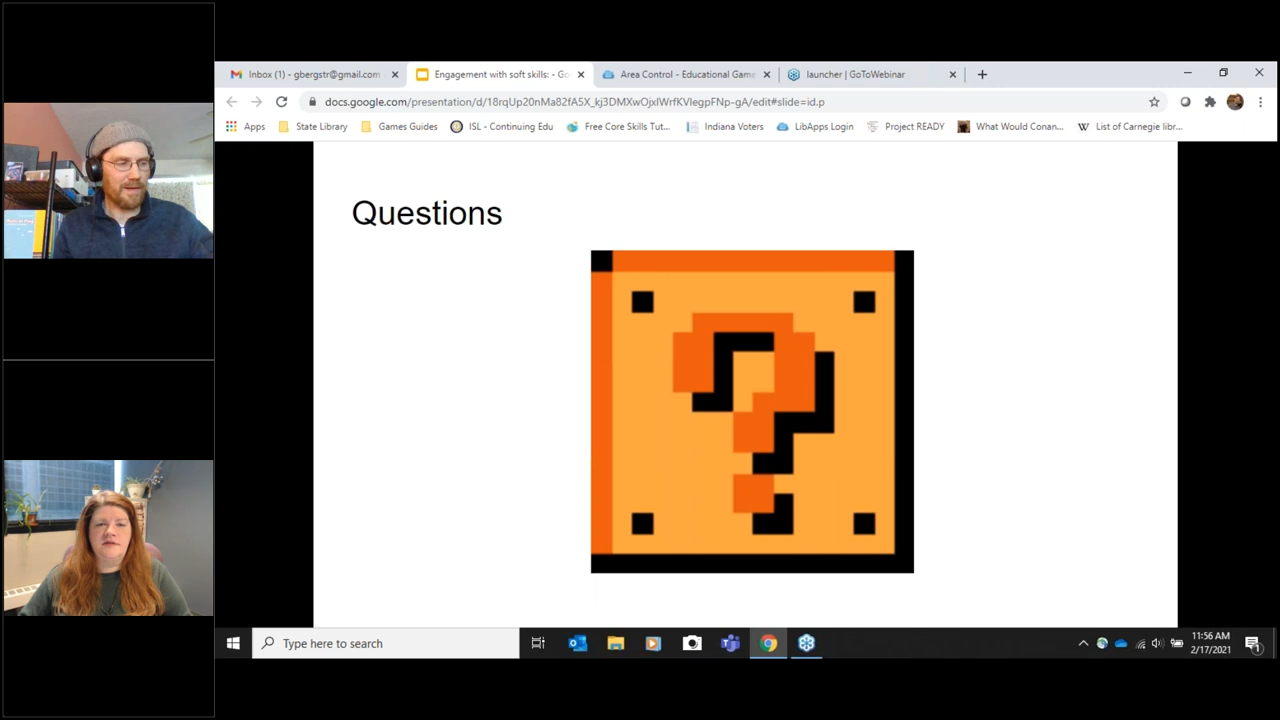 Inbox (1) - gbergstr@gmail.com
Engagement with soft skills: - Go
Area Control - Educational Game
launcher | GoToWebinar
docs.google.com/presentation/d/18rqUp20nMa82fA5X_kj3DMXwOjxIWrfKVlegpFNp-gA/edit#slide=id.p
Apps
State Library
Games Guides
ISL - Continuing Edu
Free Core Skills Tut...
Indiana Voters
LibApps Login
Project READY
What Would Conan...
W List of Carnegie libr...
Questions
?
Type here to search
11:56 AM
2/17/2021
1